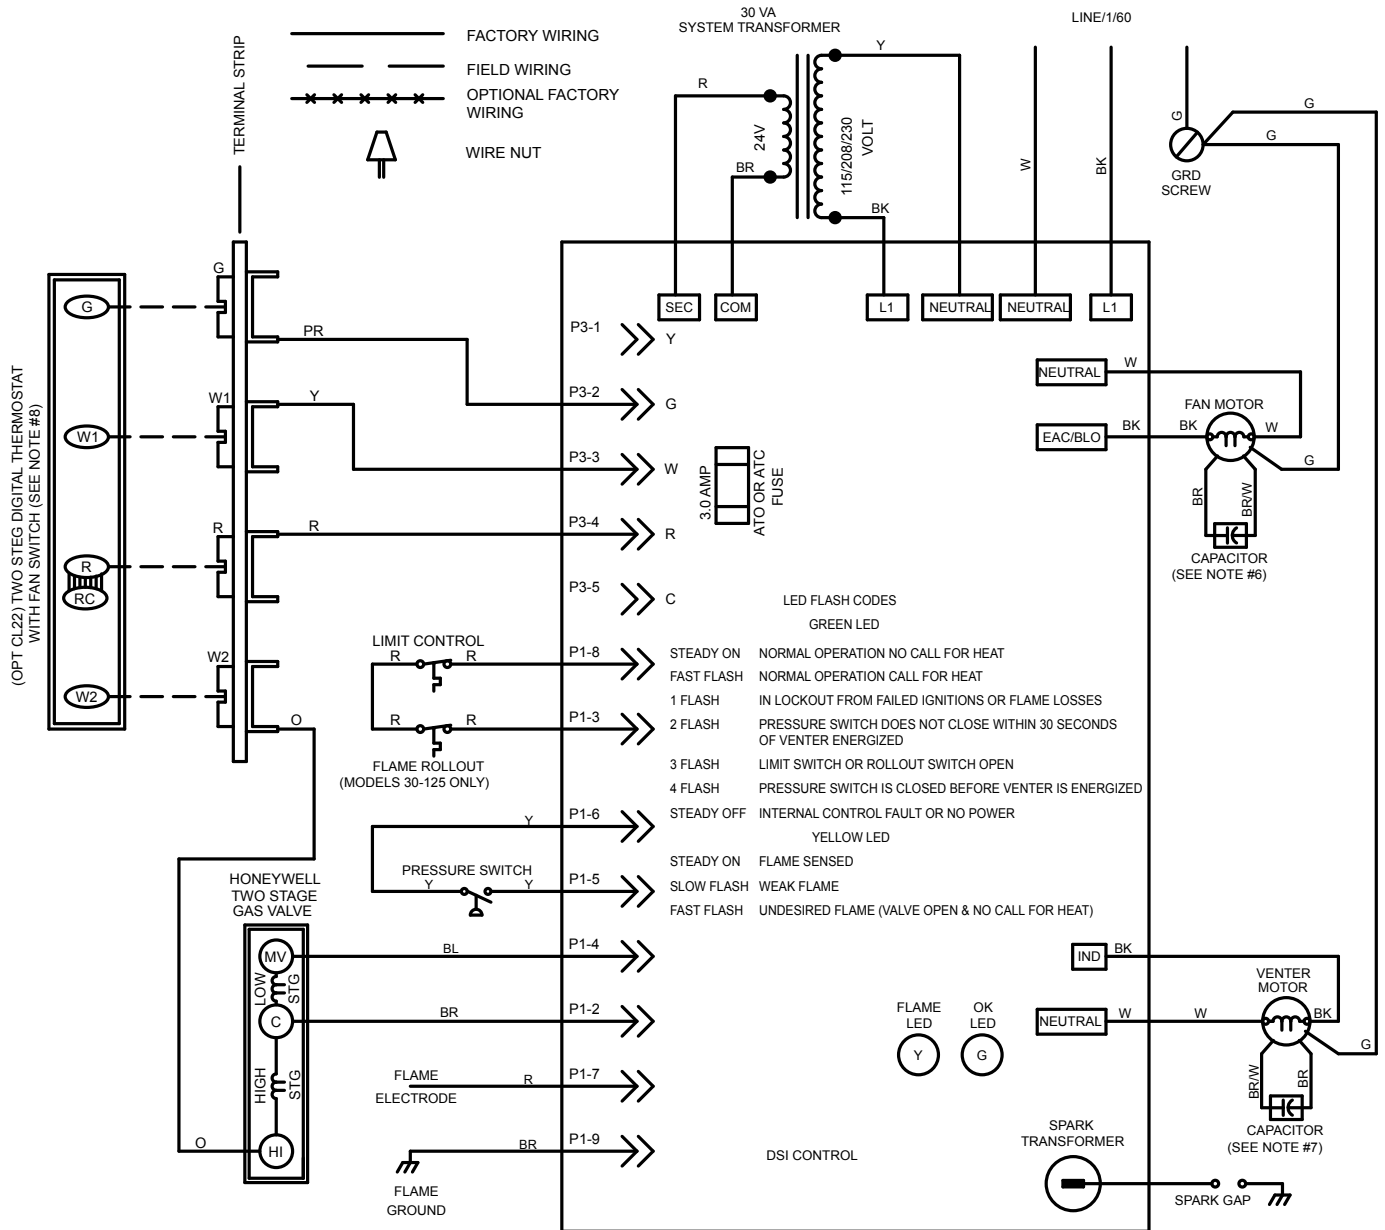 30 VA
SYSTEM TRANSFORMER
LINE/1/60
FACTORY WIRING
FIELD WIRING
OPTIONAL FACTORY
WIRING
WIRE NUT
TERMINAL STRIP
R
BR
24V
115/208/230
VOLT
Y
BK
W
BK
G
GRD
SCREW
G
G
SEC
COM
L1
NEUTRAL
NEUTRAL
L1
(OPT CL22) TWO STEG DIGITAL THERMOSTAT
WITH FAN SWITCH (SEE NOTE #8)
G
W1
R
RC
W2
G
W1
R
W2
PR
Y
R
O
P3-1
Y
P3-2
G
P3-3
W
P3-4
R
P3-5
C
3.0 AMP
ATO OR ATC
FUSE
NEUTRAL
W
EAC/BLO
BK
BK
FAN MOTOR
W
G
BR
BR/W
CAPACITOR
(SEE NOTE #6)
LIMIT CONTROL
R
R
P1-8
R
R
P1-3
FLAME ROLLOUT
(MODELS 30-125 ONLY)
LED FLASH CODES
GREEN LED
STEADY ON NORMAL OPERATION NO CALL FOR HEAT
FAST FLASH NORMAL OPERATION CALL FOR HEAT
1 FLASH IN LOCKOUT FROM FAILED IGNITIONS OR FLAME LOSSES
2 FLASH PRESSURE SWITCH DOES NOT CLOSE WITHIN 30 SECONDS
OF VENTER ENERGIZED
3 FLASH LIMIT SWITCH OR ROLLOUT SWITCH OPEN
4 FLASH PRESSURE SWITCH IS CLOSED BEFORE VENTER IS ENERGIZED
STEADY OFF INTERNAL CONTROL FAULT OR NO POWER
YELLOW LED
STEADY ON FLAME SENSED
SLOW FLASH WEAK FLAME
FAST FLASH UNDESIRED FLAME (VALVE OPEN & NO CALL FOR HEAT)
Y
P1-6
PRESSURE SWITCH
Y
Y
P1-5
HONEYWELL
TWO STAGE
GAS VALVE
MV
LOW
STG
C
HIGH
STG
HI
O
BL
P1-4
BR
P1-2
FLAME
ELECTRODE
R
P1-7
BR
P1-9
FLAME
GROUND
FLAME
LED
Y
OK
LED
G
IND
BK
NEUTRAL
W
W
VENTER
MOTOR
BK
G
BR/W
BR
CAPACITOR
(SEE NOTE #7)
DSI CONTROL
SPARK
TRANSFORMER
SPARK GAP